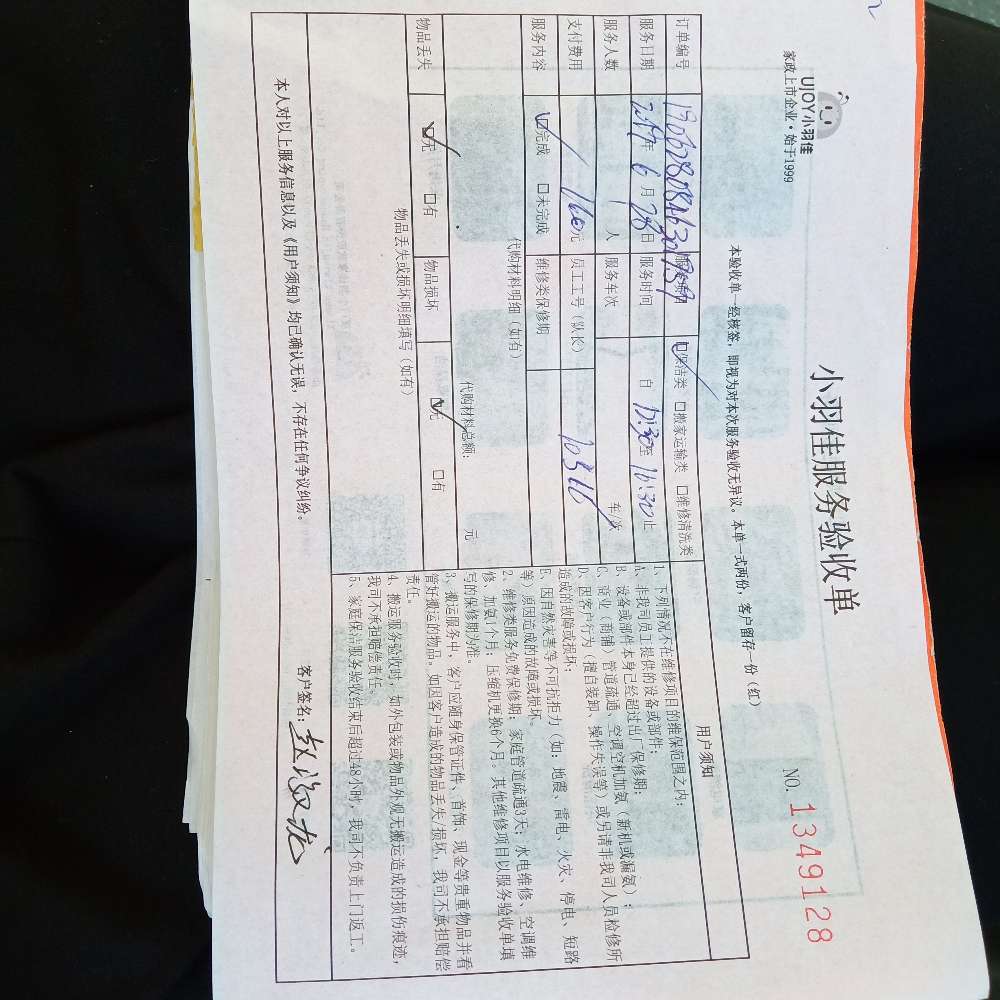 UJOY小羽佳
家政上市企业·始于1999
小羽佳服务验收单
NO. 1349128
本验收单一经核签，即视为对本次服务验收无异议。本单一式两份，客户留存一份（红）
订单编号
☑保洁类 □搬家运输类 □维修清洗类
服务日期 年 6 月 28 日 服务时间 自 12:30 至 16:30 止
服务人数 1 人 服务车次 车/次
支付费用 160 元 员工工号（队长）
服务内容 ☑完成 □未完成 维修类保修期
代购材料明细（如有）
代购材料总额： 元
物品丢失 ☑无 □有 物品损坏 ☑无 □有
物品丢失或损坏明细填写（如有）
用户须知
1、下列情况不在维修项目的维保范围之内：
A、非我司员工提供的设备或部件；
B、设备或部件本身已经超过出厂保修期；
C、商业（商铺）管道疏通、空调空机加氨（新机或漏氨）；
D、因客户行为（擅自装卸、操作失误等）或另请非我司人员检修所
造成的故障或损坏；
E、因自然灾害等不可抗拒力（如：地震、雷电、火灾、停电、短路
等）原因造成的故障或损坏。
2、维修类服务免费保修期：家庭管道疏通3天；水电维修、空调维
修、加氨1个月；压缩机更换6个月。其他维修项目以服务验收单填
写的保修期为准。
3、搬运服务中，客户应随身保管证件、首饰、现金等贵重物品并看
管好搬运的物品。如因客户造成的物品丢失/损坏，我司不承担赔偿
责任。
4、搬运服务验收时，如外包装或物品外观无搬运造成的损伤痕迹，
我司不承担赔偿责任。
5、家庭保洁服务验收结束后超过48小时，我司不负责上门返工。
本人对以上服务信息以及《用户须知》均已确认无误，不存在任何争议纠纷。 客户签名：